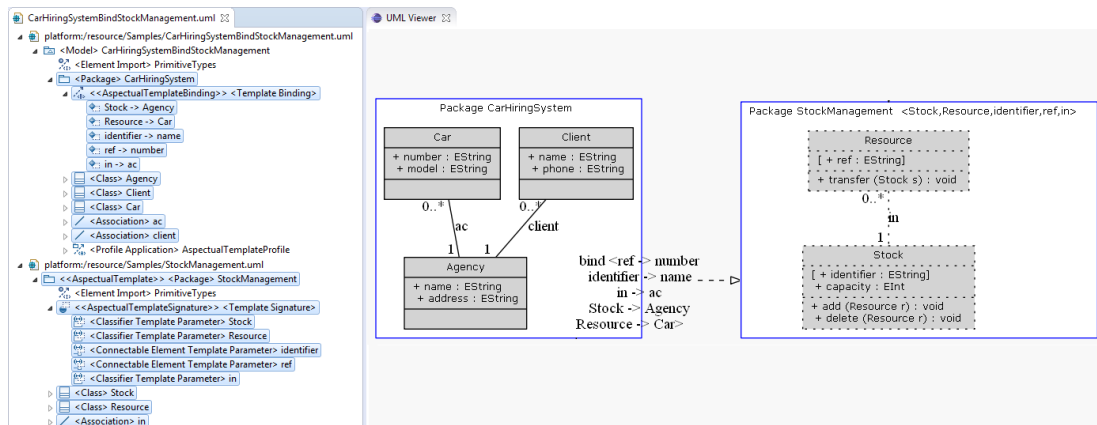 CarHiringSystemBindStockManagement.uml
platform:/resource/Samples/CarHiringSystemBindStockManagement.uml
<Model> CarHiringSystemBindStockManagement
<Element Import> PrimitiveTypes
<Package> CarHiringSystem
<<AspectualTemplateBinding>> <Template Binding>
Stock -> Agency
Resource -> Car
identifier -> name
ref -> number
in -> ac
<Class> Agency
<Class> Client
<Class> Car
<Association> ac
<Association> client
<Profile Application> AspectualTemplateProfile
platform:/resource/Samples/StockManagement.uml
<<AspectualTemplate>> <Package> StockManagement
<Element Import> PrimitiveTypes
<<AspectualTemplateSignature>> <Template Signature>
<Classifier Template Parameter> Stock
<Classifier Template Parameter> Resource
<Connectable Element Template Parameter> identifier
<Connectable Element Template Parameter> ref
<Classifier Template Parameter> in
<Class> Stock
<Class> Resource
<Association> in
UML Viewer
Package CarHiringSystem
Car
+ number : EString
+ model : EString
Client
+ name : EString
+ phone : EString
0..*
0..*
ac
client
1
1
Agency
+ name : EString
+ address : EString
bind <ref -> number
identifier -> name
in -> ac
Stock -> Agency
Resource -> Car>
Package StockManagement <Stock,Resource,identifier,ref,in>
Resource
[ + ref : EString]
+ transfer (Stock s) : void
0..*
in
1
Stock
[ + identifier : EString]
+ capacity : EInt
+ add (Resource r) : void
+ delete (Resource r) : void